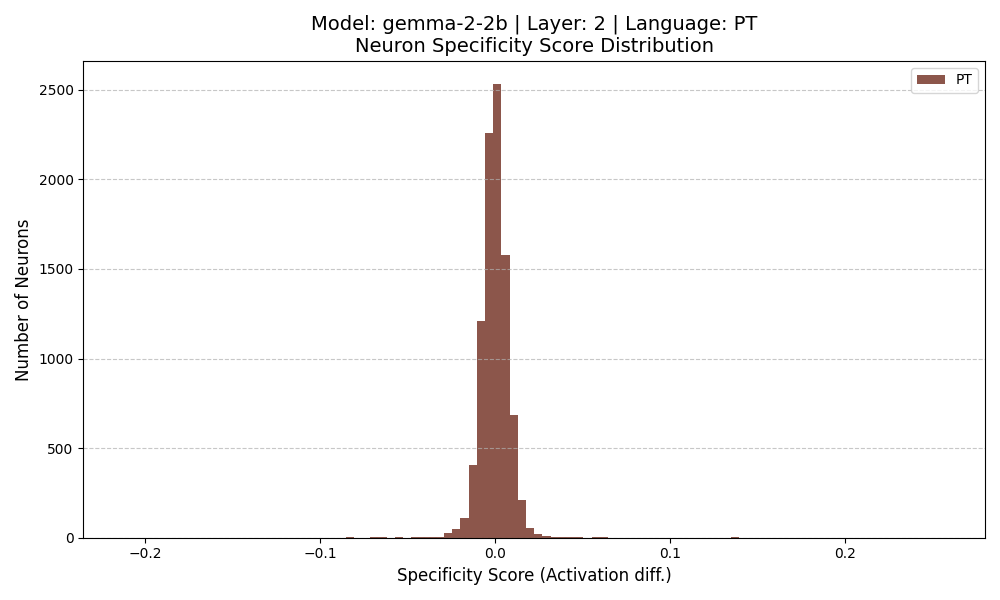 Model: gemma-2-2b | Layer: 2 | Language: PT
Neuron Specificity Score Distribution
PT
2500
2000
1500
1000
500
0
Number of Neurons
−0.2
−0.1
0.0
0.1
0.2
Specificity Score (Activation diff.)